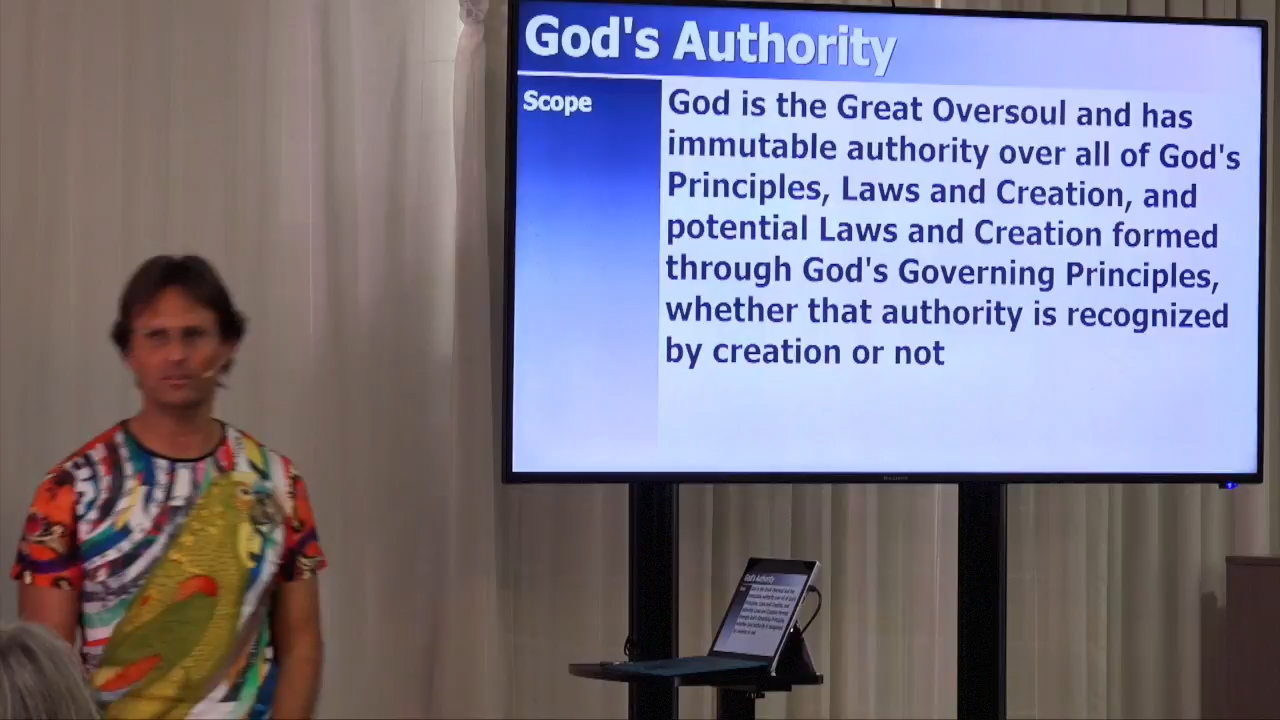 God's Authority
Scope
God is the Great Oversoul and has
immutable authority over all of God's
Principles, Laws and Creation, and
potential Laws and Creation formed
through God's Governing Principles,
whether that authority is recognized
by creation or not
God's Authority